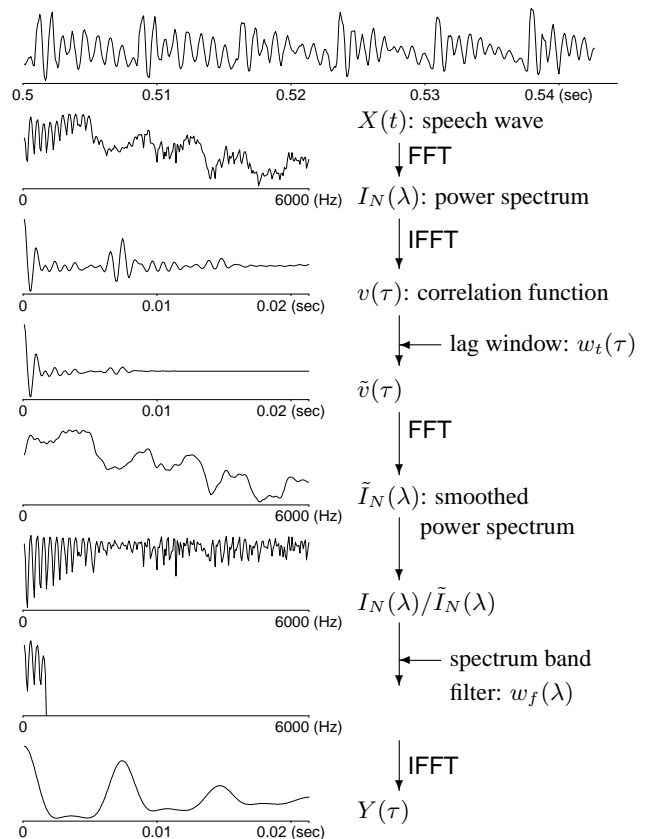 0.5 0.51 0.52 0.53 0.54 (sec)
X(t): speech wave
FFT
0 6000 (Hz)
I_N(λ): power spectrum
IFFT
v(τ): correlation function
0 0.01 0.02 (sec)
lag window: w_t(τ)
ṽ(τ)
0 0.01 0.02 (sec)
FFT
Ĩ_N(λ): smoothed
0 6000 (Hz)
power spectrum
I_N(λ)/Ĩ_N(λ)
0 6000 (Hz)
spectrum band
filter: w_f(λ)
0 6000 (Hz)
IFFT
Y(τ)
0 0.01 0.02 (sec)